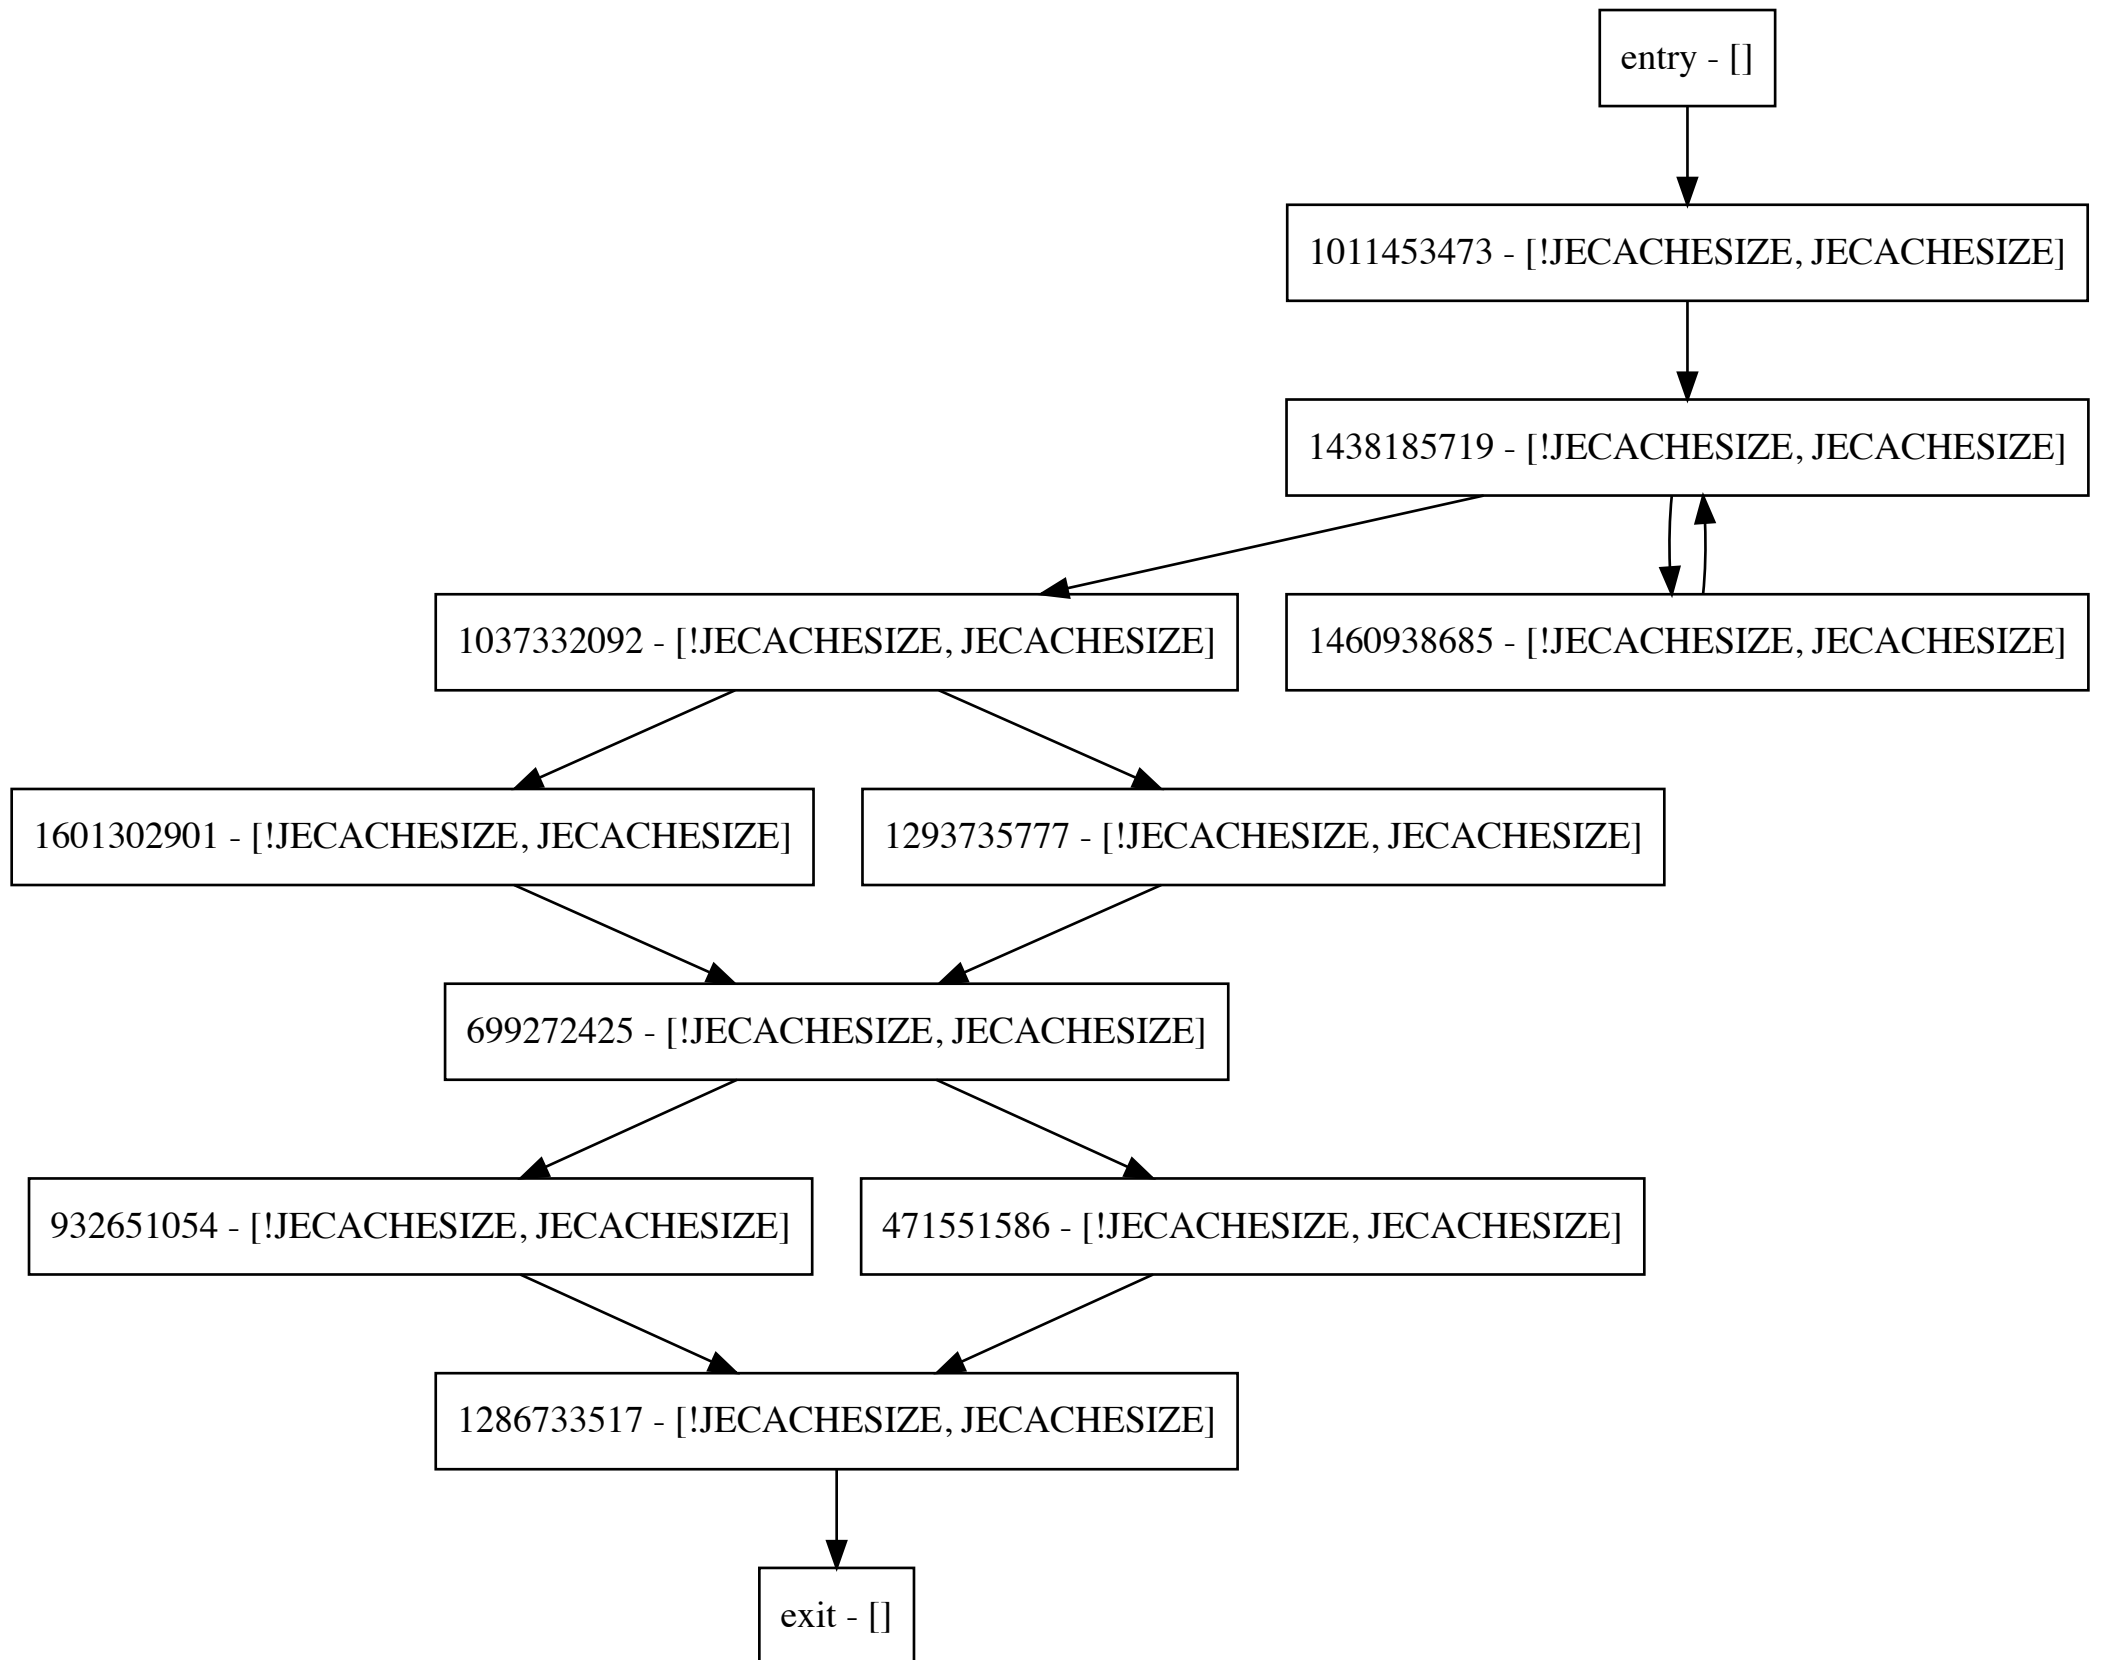 entry - []
1011453473 - [!JECACHESIZE, JECACHESIZE]
1438185719 - [!JECACHESIZE, JECACHESIZE]
1037332092 - [!JECACHESIZE, JECACHESIZE]
1460938685 - [!JECACHESIZE, JECACHESIZE]
1601302901 - [!JECACHESIZE, JECACHESIZE]
1293735777 - [!JECACHESIZE, JECACHESIZE]
699272425 - [!JECACHESIZE, JECACHESIZE]
932651054 - [!JECACHESIZE, JECACHESIZE]
471551586 - [!JECACHESIZE, JECACHESIZE]
1286733517 - [!JECACHESIZE, JECACHESIZE]
exit - []